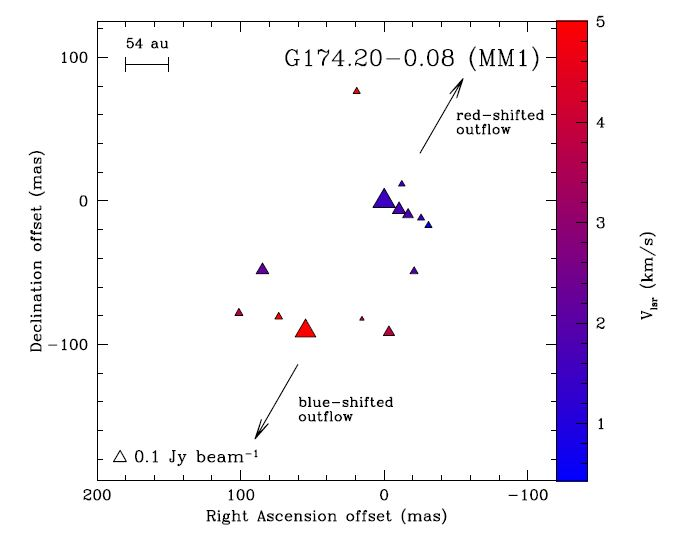 54 au
G174.20−0.08 (MM1)
red−shifted
outflow
blue−shifted
outflow
△ 0.1 Jy beam⁻¹
100
0
−100
Declination offset (mas)
200 100 0 −100
Right Ascension offset (mas)
5
4
3
2
1
V_lsr (km/s)